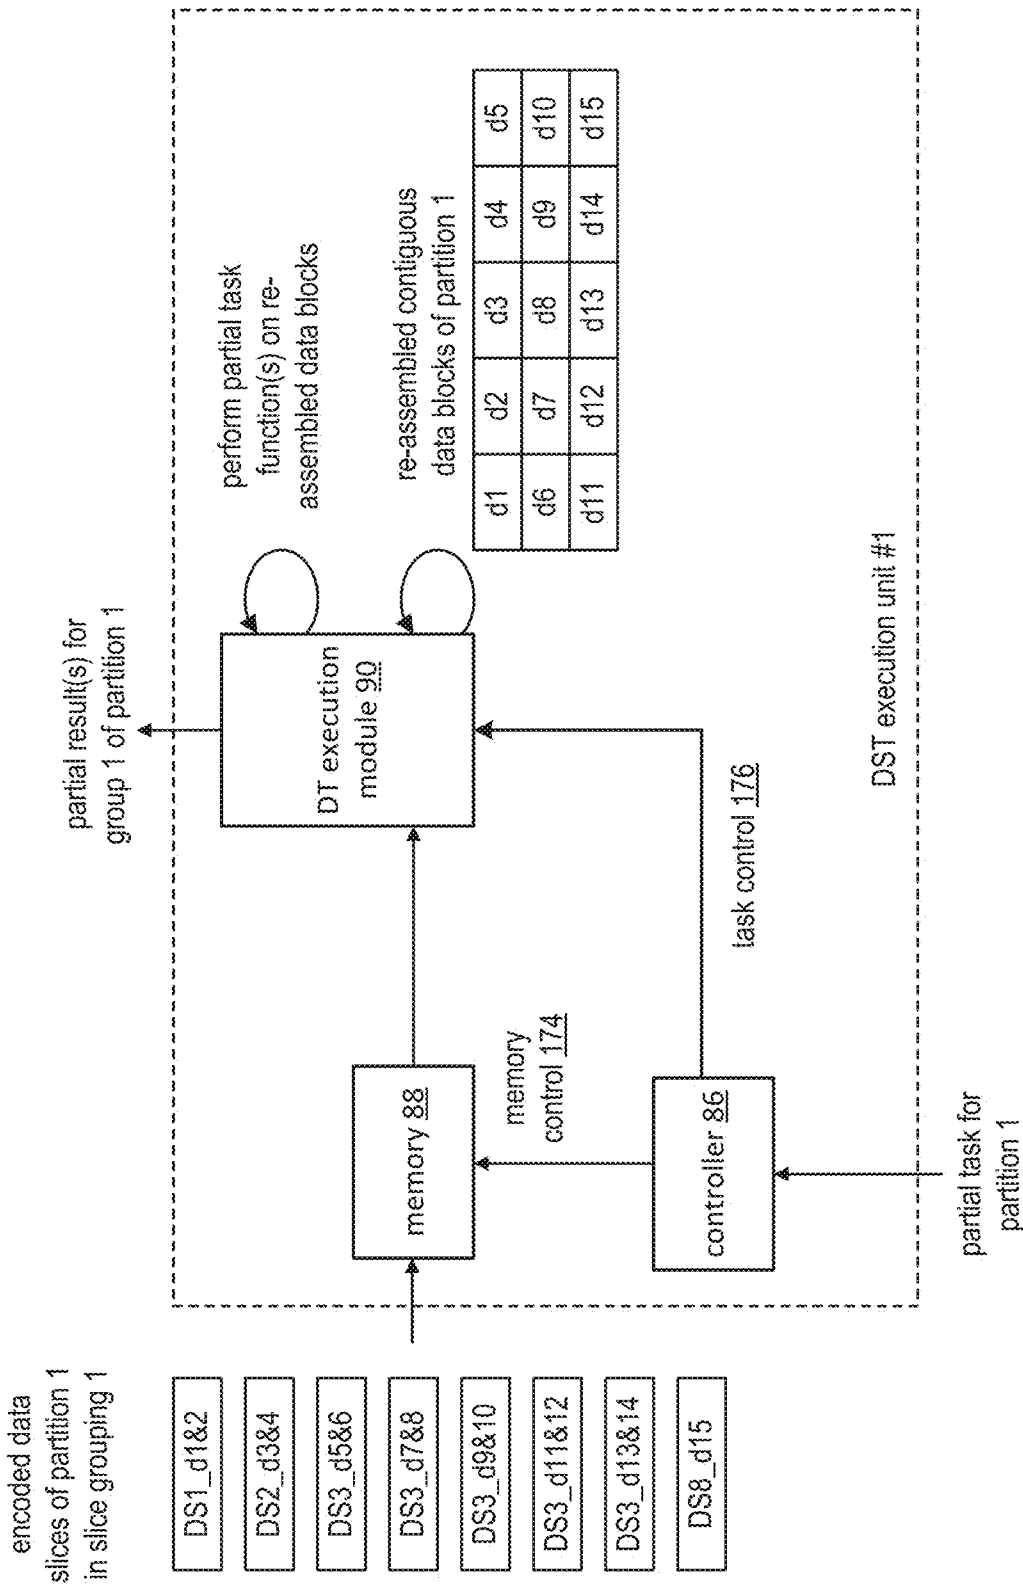 encoded data
slices of partition 1
in slice grouping 1
DS1_d1&2
DS2_d3&4
DS3_d5&6
DS3_d7&8
DS3_d9&10
DS3_d11&12
DS3_d13&14
DS8_d15
memory 88
memory
control 174
controller 86
partial task for
partition 1
task control 176
DT execution
module 90
partial result(s) for
group 1 of partition 1
perform partial task
function(s) on re-
assembled data blocks
re-assembled contiguous
data blocks of partition 1
d1 d2 d3 d4 d5
d6 d7 d8 d9 d10
d11 d12 d13 d14 d15
DST execution unit #1